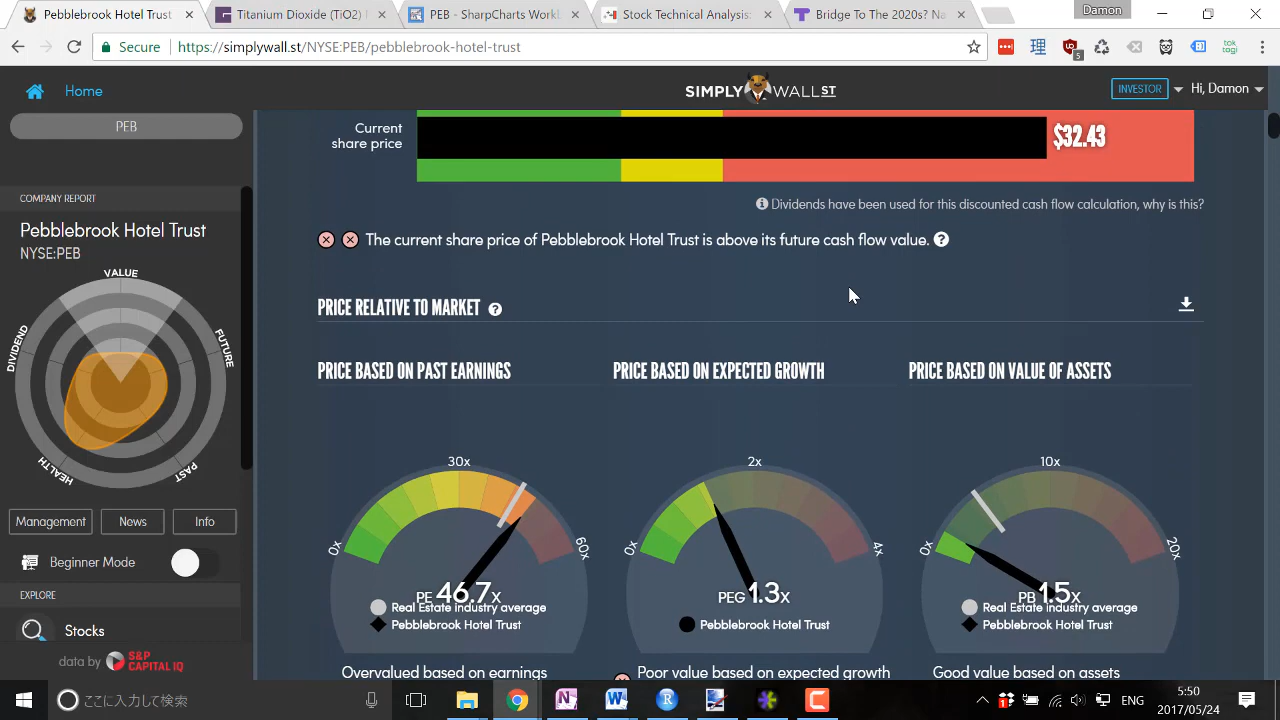 Pebblebrook Hotel Trust
Titanium Dioxide (TiO2)
PEB - SharpCharts Work
Stock Technical Analysis:
Bridge To The 2020's Na
Damon
Secure
https://simplywall.st/NYSE:PEB/pebblebrook-hotel-trust
理
5
tok
togi
Home
SIMPLY WALL ST
INVESTOR
Hi, Damon
PEB
COMPANY REPORT
Pebblebrook Hotel Trust
NYSE:PEB
VALUE
FUTURE
PAST
HEALTH
DIVIDEND
Management
News
Info
Beginner Mode
EXPLORE
Stocks
data by S&P CAPITAL IQ
Current
share price
$32.43
Dividends have been used for this discounted cash flow calculation, why is this?
The current share price of Pebblebrook Hotel Trust is above its future cash flow value.
PRICE RELATIVE TO MARKET
PRICE BASED ON PAST EARNINGS
PRICE BASED ON EXPECTED GROWTH
PRICE BASED ON VALUE OF ASSETS
0x
30x
60x
PE 46.7x
Real Estate industry average
Pebblebrook Hotel Trust
Overvalued based on earnings
0x
2x
4x
PEG 1.3x
Pebblebrook Hotel Trust
Poor value based on expected growth
0x
10x
20x
PB 1.5x
Real Estate industry average
Pebblebrook Hotel Trust
Good value based on assets
ここに入力して検索
ENG
5:50
2017/05/24